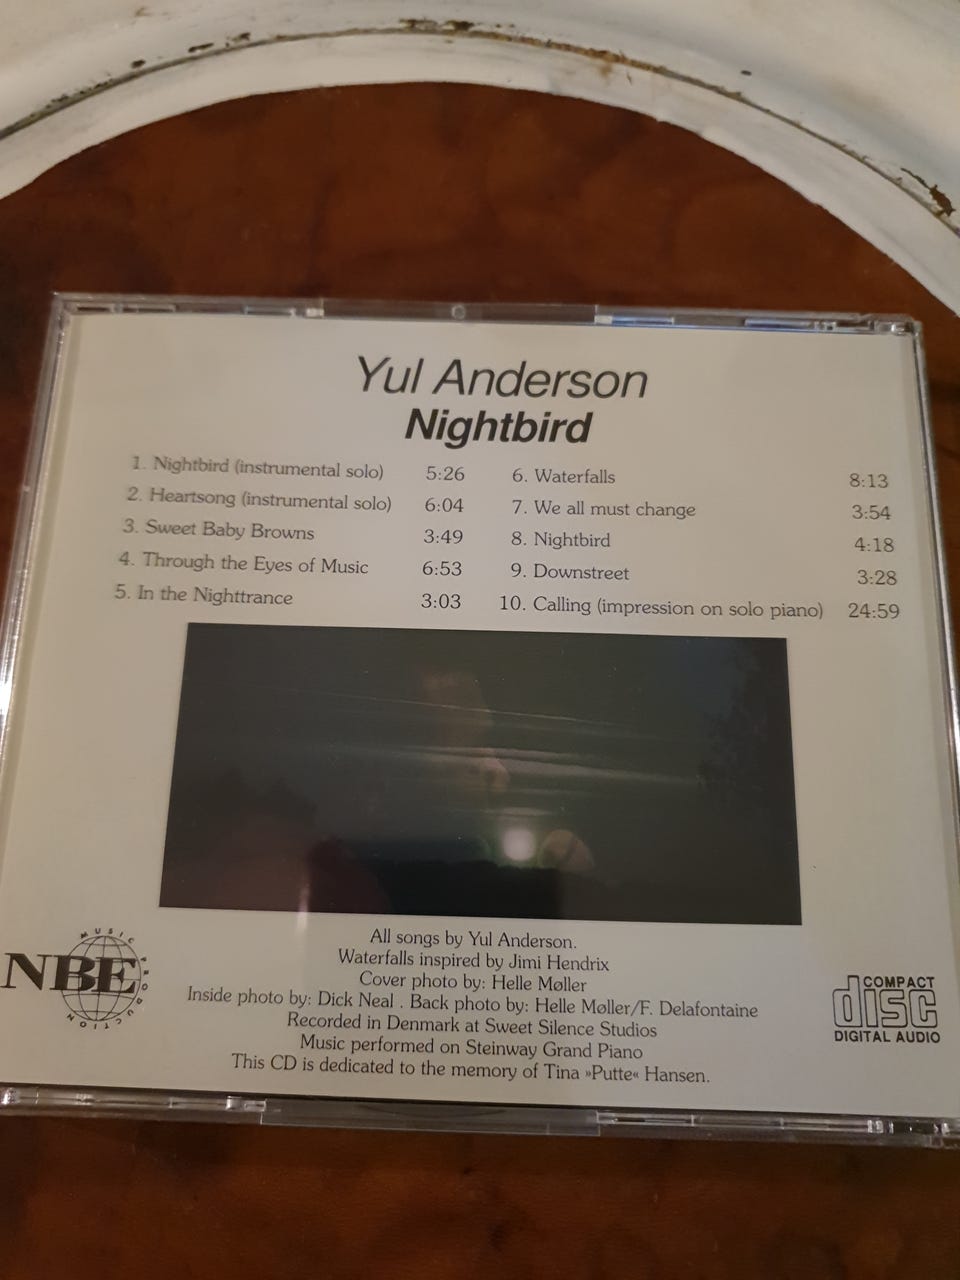 Yul Anderson
Nightbird
1. Nightbird (instrumental solo) 5:26
2. Heartsong (instrumental solo) 6:04
3. Sweet Baby Browns 3:49
4. Through the Eyes of Music 6:53
5. In the Nighttrance 3:03
6. Waterfalls 8:13
7. We all must change 3:54
8. Nightbird 4:18
9. Downstreet 3:28
10. Calling (impression on solo piano) 24:59
All songs by Yul Anderson.
Waterfalls inspired by Jimi Hendrix
Cover photo by: Helle Møller
Inside photo by: Dick Neal . Back photo by: Helle Møller/F. Delafontaine
Recorded in Denmark at Sweet Silence Studios
Music performed on Steinway Grand Piano
This CD is dedicated to the memory of Tina »Putte« Hansen.
MUSIC
NBE
PRODUCTION
COMPACT
disc
DIGITAL AUDIO